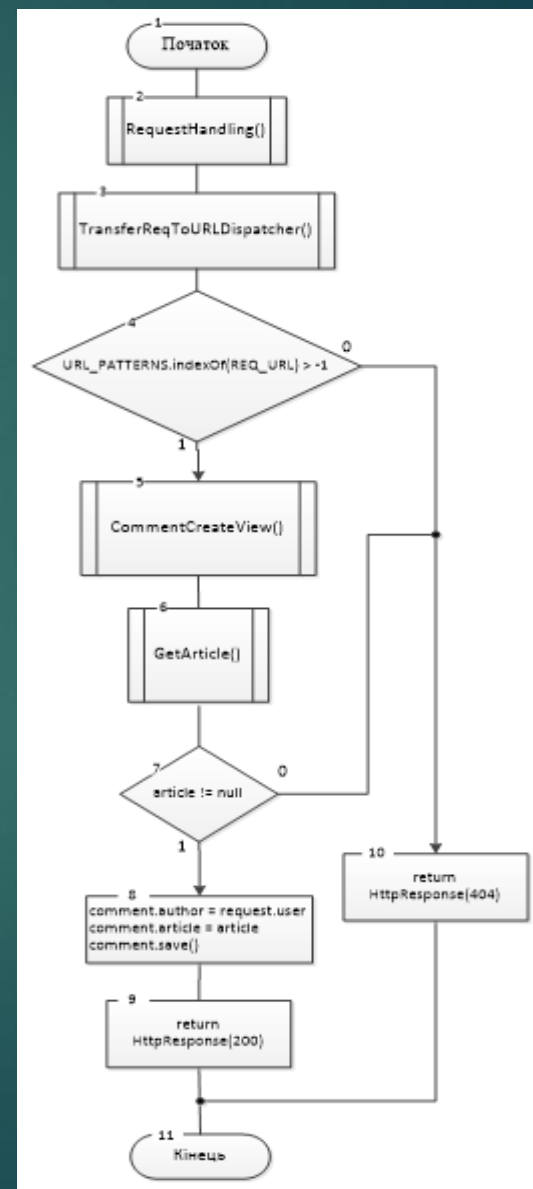 1
Початок
2
RequestHandling()
3
TransferReqToURLDispatcher()
4
URL_PATTERNS.indexOf(REQ_URL) > -1
0
1
5
CommentCreateView()
6
GetArticle()
7
article != null
0
1
8
comment.author = request.user
comment.article = article
comment.save()
9
return
HttpResponse(200)
10
return
HttpResponse(404)
11
Кінець